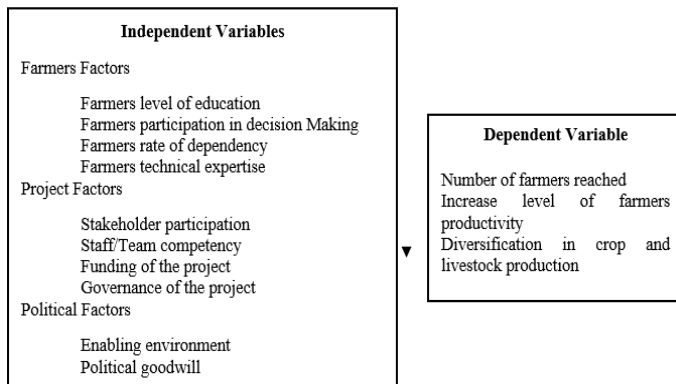 Independent Variables
Farmers Factors
Farmers level of education
Farmers participation in decision Making
Farmers rate of dependency
Farmers technical expertise
Project Factors
Stakeholder participation
Staff/Team competency
Funding of the project
Governance of the project
Political Factors
Enabling environment
Political goodwill
Dependent Variable
Number of farmers reached
Increase level of farmers
productivity
Diversification in crop and
livestock production